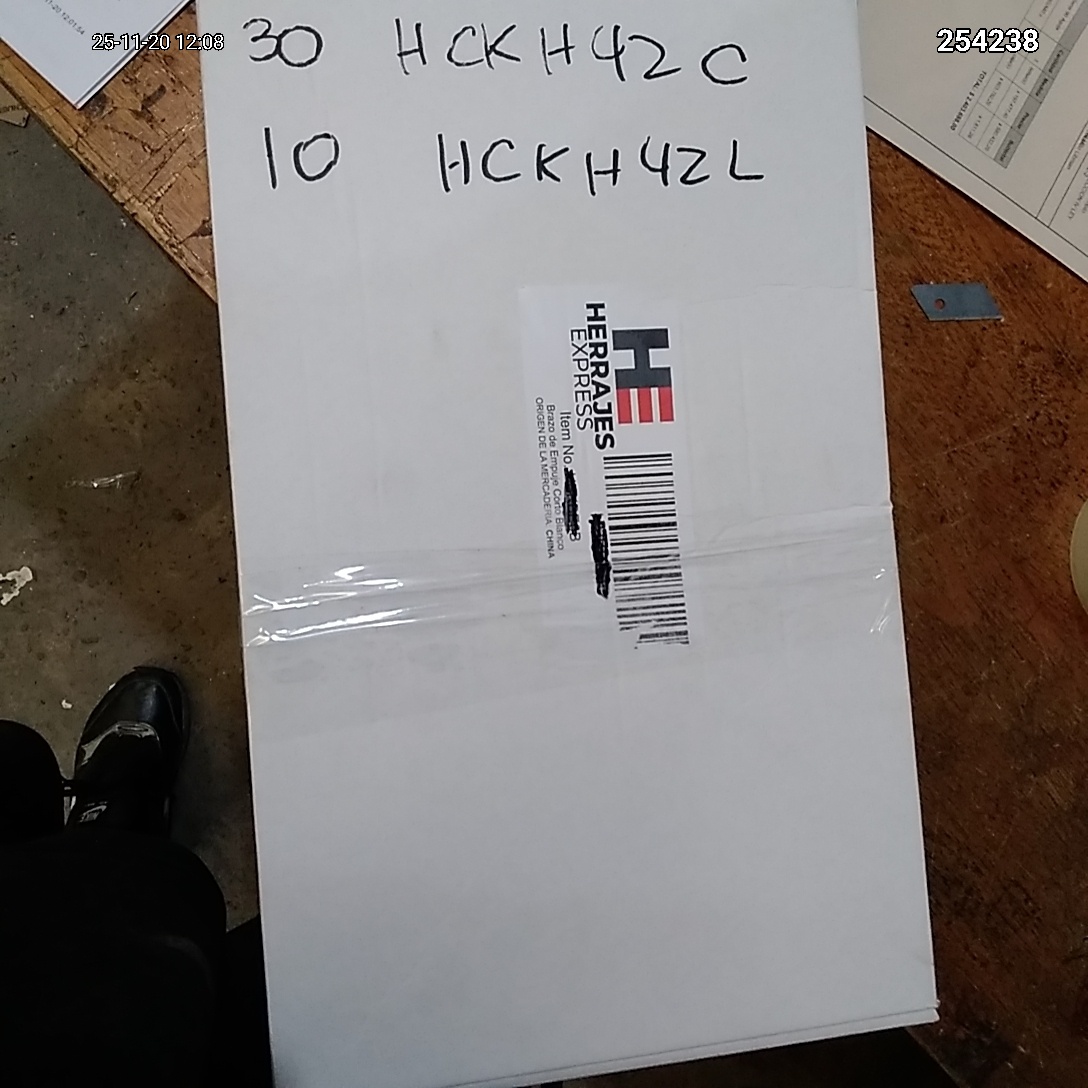 25-11-20 12:08
254238
30 HCKH42C
10 HCKH42L
HE
HERRAJES
EXPRESS
Item No.
Brazo de Empuje Corto Blanco
ORIGEN DE LA MERCADERIA: CHINA